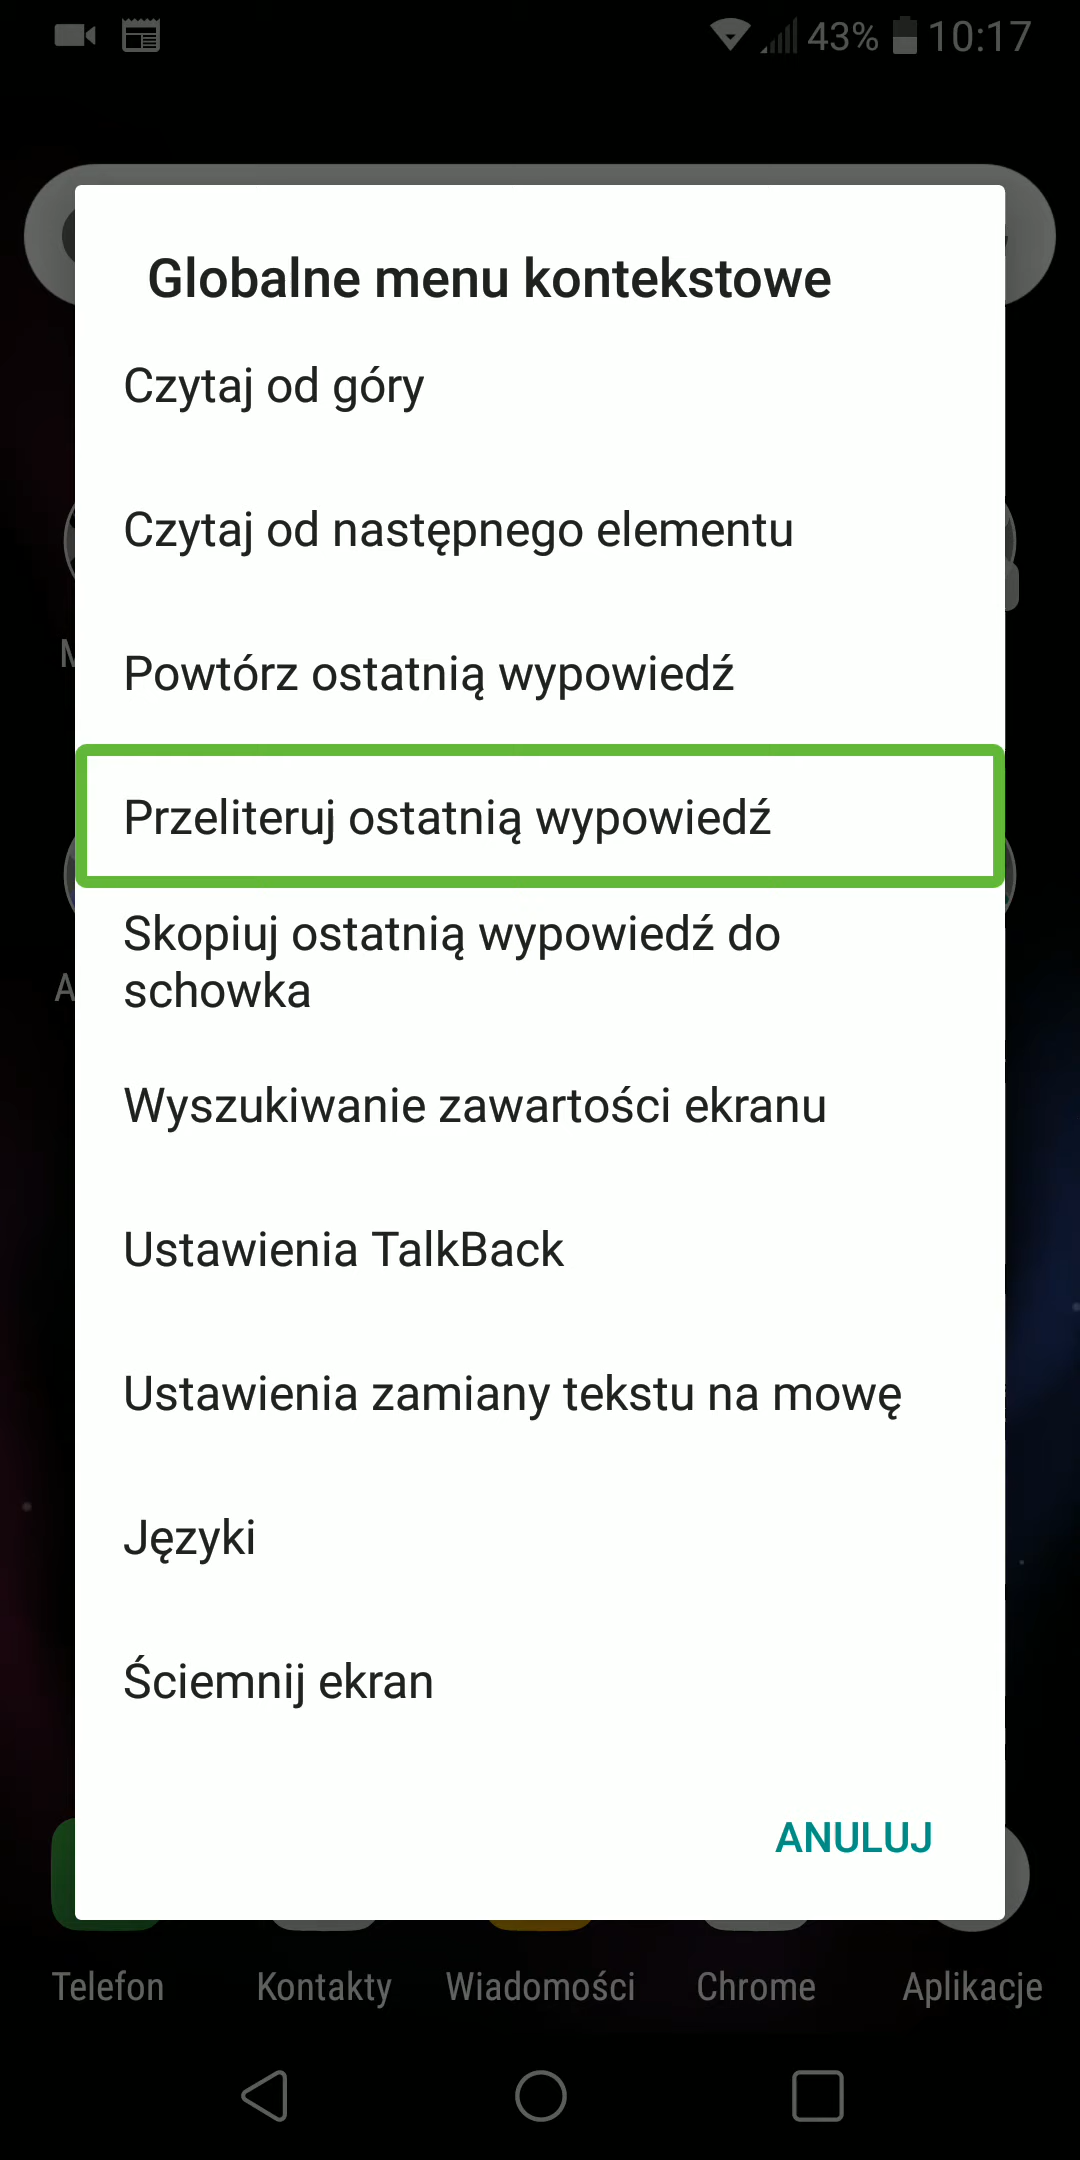 43% 10:17
Globalne menu kontekstowe
Czytaj od góry
Czytaj od następnego elementu
Powtórz ostatnią wypowiedź
Przeliteruj ostatnią wypowiedź
Skopiuj ostatnią wypowiedź do
schowka
Wyszukiwanie zawartości ekranu
Ustawienia TalkBack
Ustawienia zamiany tekstu na mowę
Języki
Ściemnij ekran
ANULUJ
Telefon Kontakty Wiadomości Chrome Aplikacje